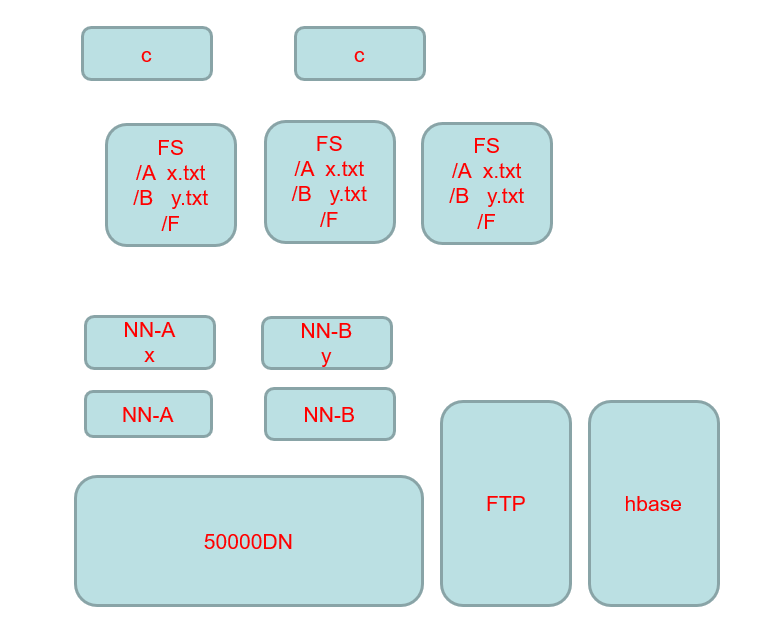 c
c
FS
/A x.txt
/B y.txt
/F
FS
/A x.txt
/B y.txt
/F
FS
/A x.txt
/B y.txt
/F
NN-A
x
NN-B
y
NN-A
NN-B
50000DN
FTP
hbase